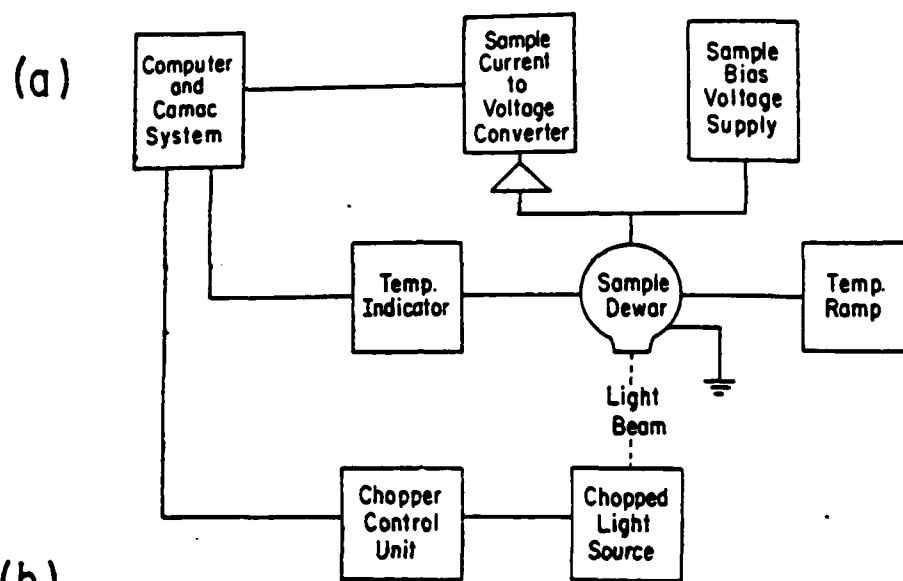 (a)
Computer
and
Camac
System
Sample
Current
to
Voltage
Converter
Sample
Bias
Voltage
Supply
Temp.
Indicator
Sample
Dewar
Temp.
Ramp
Light
Beam
Chopper
Control
Unit
Chopped
Light
Source
(b)